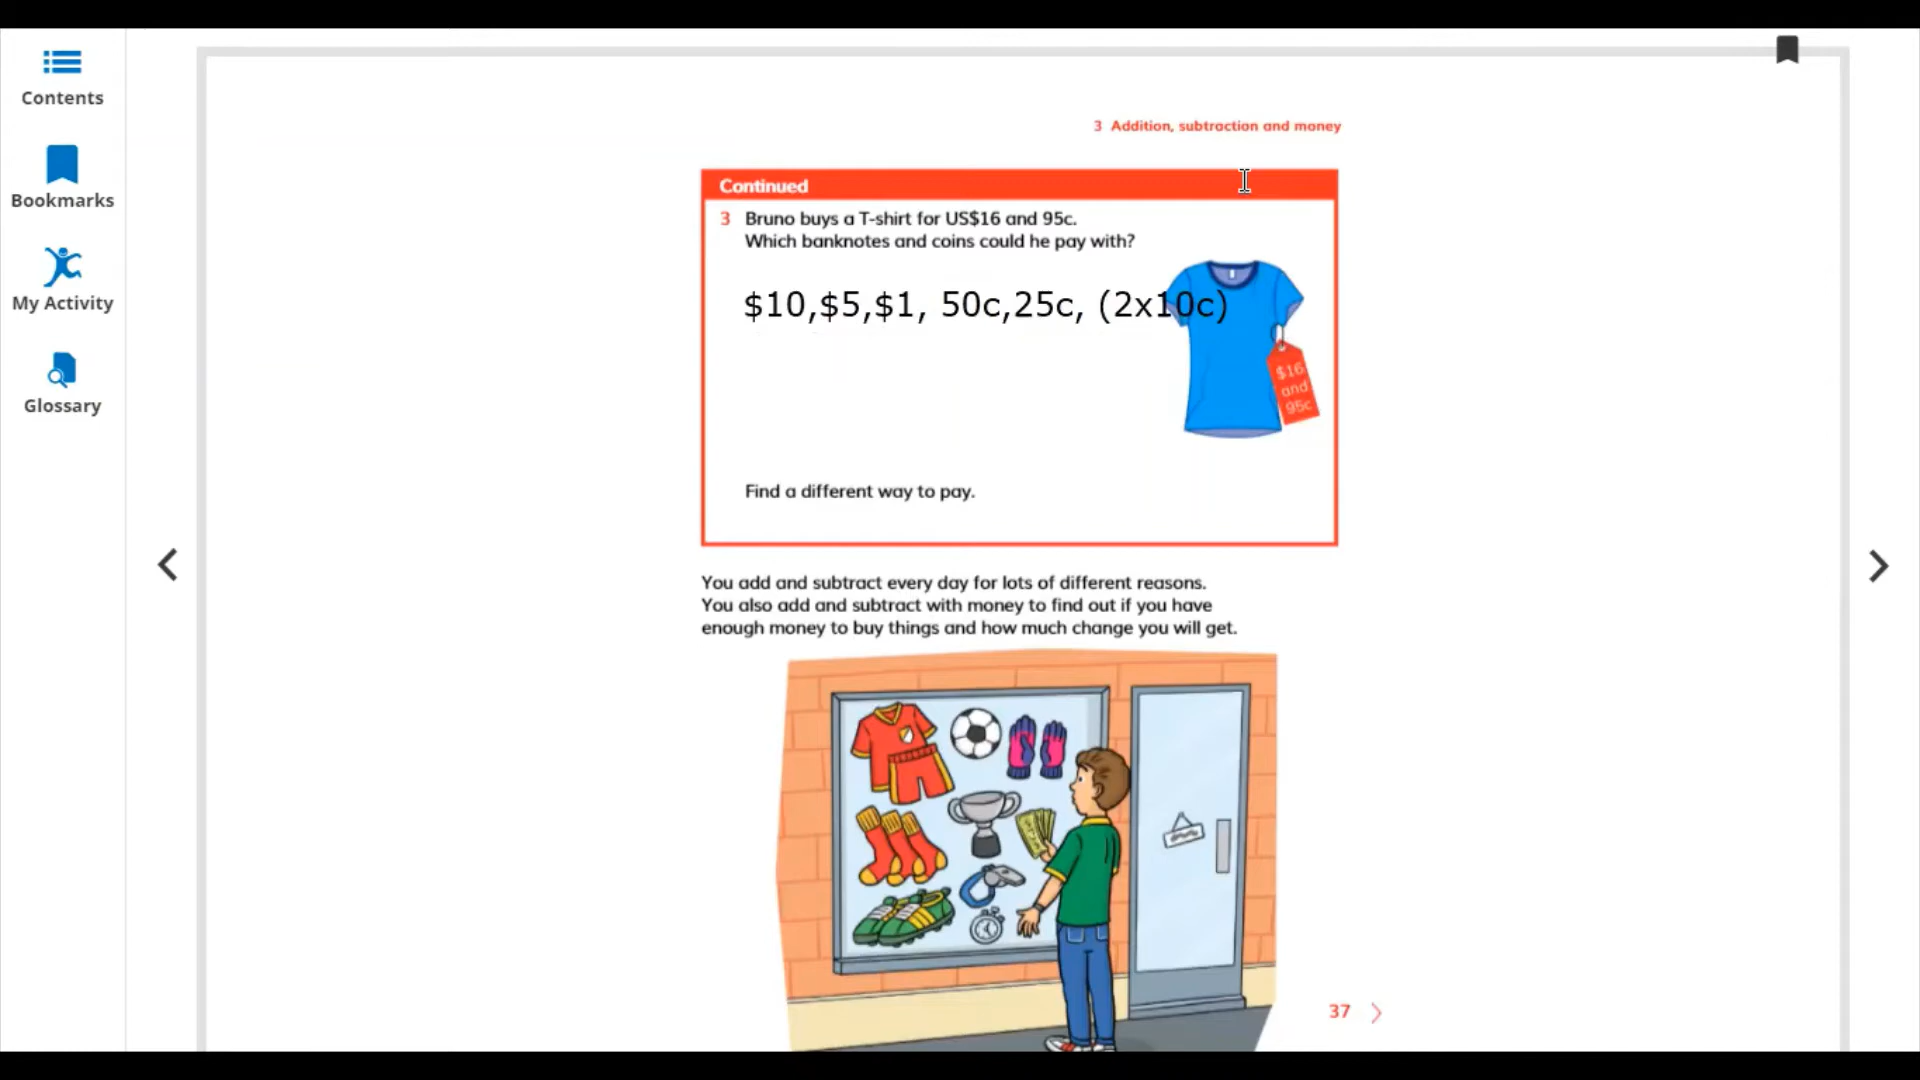 Contents
Bookmarks
My Activity
Glossary
3 Addition, subtraction and money
Continued
3 Bruno buys a T-shirt for US$16 and 95c.
Which banknotes and coins could he pay with?
$10,$5,$1, 50c,25c, (2x10c)
$16
and
95c
Find a different way to pay.
You add and subtract every day for lots of different reasons.
You also add and subtract with money to find out if you have
enough money to buy things and how much change you will get.
37